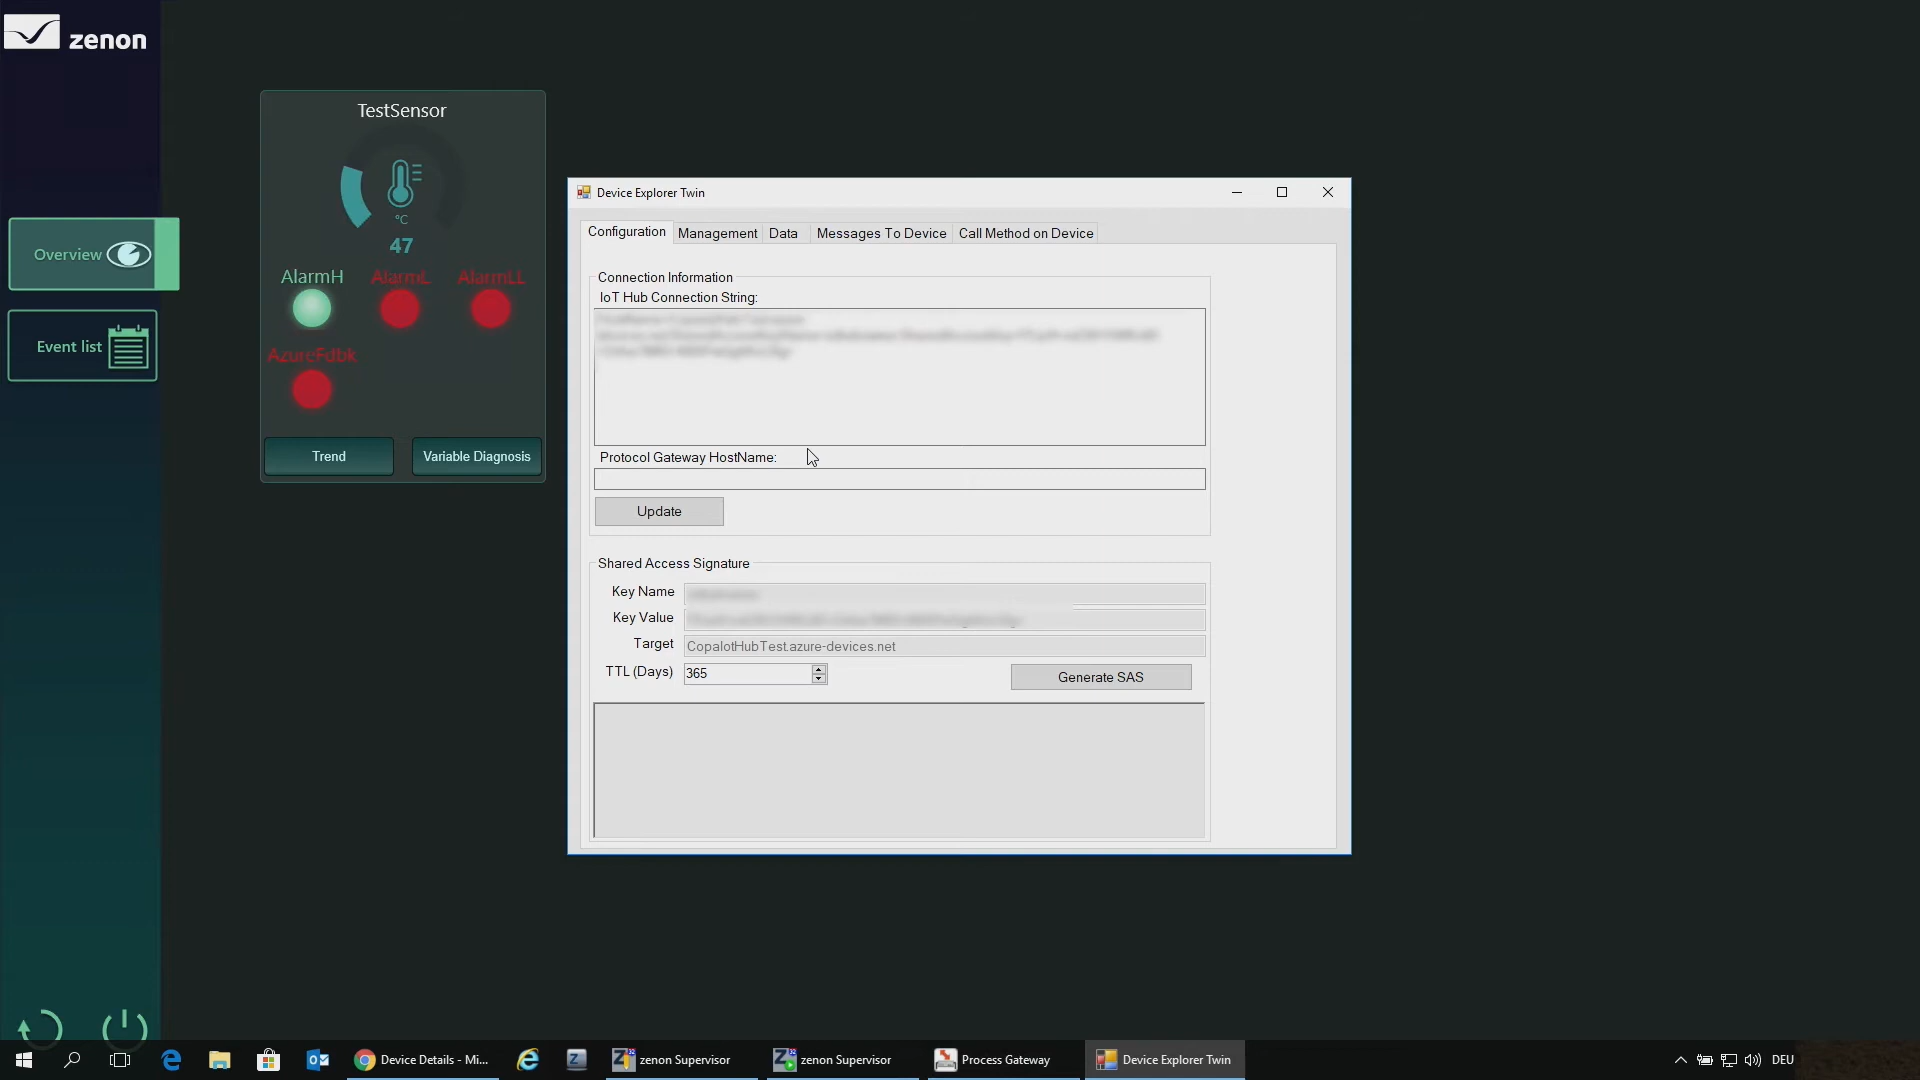 zenon
TestSensor
°C
47
AlarmH AlarmL AlarmLL
AzureFdbk
Trend Variable Diagnosis
Overview
Event list
Device Explorer Twin
Configuration Management Data Messages To Device Call Method on Device
Connection Information
IoT Hub Connection String:
Protocol Gateway HostName:
Update
Shared Access Signature
Key Name
Key Value
Target CopaIotHubTest.azure-devices.net
TTL (Days) 365
Generate SAS
Device Details - Mi...
zenon Supervisor
zenon Supervisor
Process Gateway
Device Explorer Twin
DEU